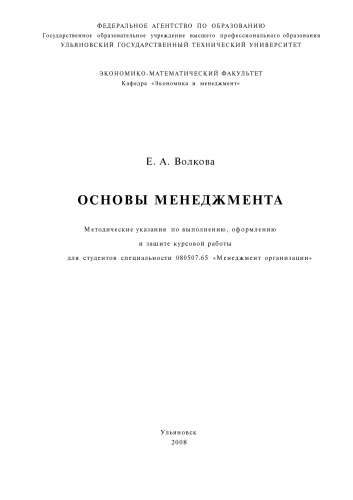 ФЕДЕРАЛЬНОЕ АГЕНТСТВО ПО ОБРАЗОВАНИЮ
Государственное образовательное учреждение высшего профессионального образования
УЛЬЯНОВСКИЙ ГОСУДАРСТВЕННЫЙ ТЕХНИЧЕСКИЙ УНИВЕРСИТЕТ
ЭКОНОМИКО-МАТЕМАТИЧЕСКИЙ ФАКУЛЬТЕТ
Кафедра «Экономика и менеджмент»
Е. А. Волкова
ОСНОВЫ МЕНЕДЖМЕНТА
Методические указания по выполнению, оформлению
и защите курсовой работы
для студентов специальности 080507.65 «Менеджмент организации»
Ульяновск
2008